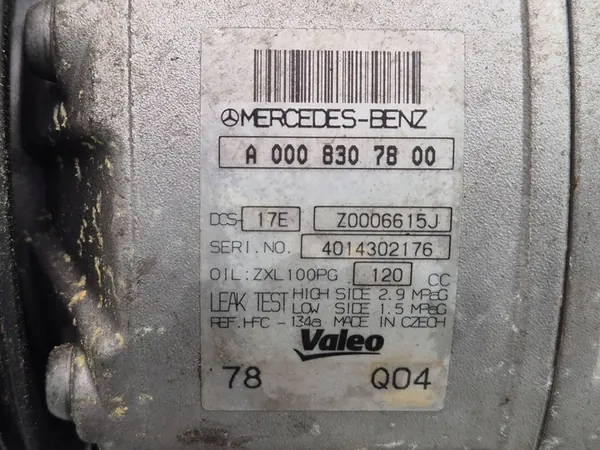 MERCEDES-BENZ
A 000 830 78 00
DCS- 17E Z0006615J
SERI.NO. 4014302176
OIL:ZXL100PG 120 CC
LEAK TEST HIGH SIDE 2.9 MPaG
LOW SIDE 1.5 MPaG
REF.HFC - 134a MADE IN CZECH
Valeo
78 Q04